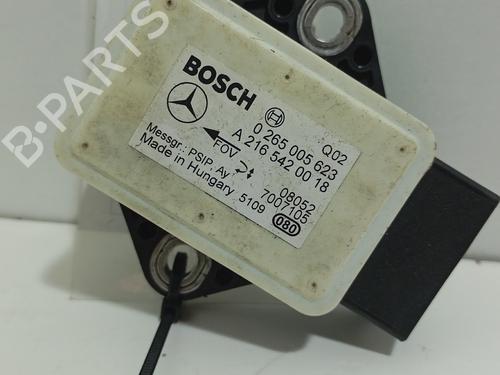 B-PARTS
BOSCH
0 265 005 623
Q02
A 216 542 00 18
FOV
Messgr.: PSIP, Ay
08052
7007105
Made in Hungary
5109
080